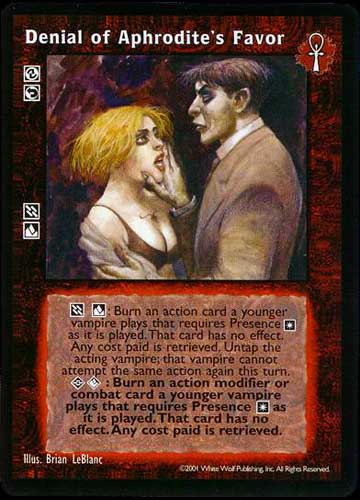 Denial of Aphrodite's Favor
: Burn an action card a younger
vampire plays that requires Presence
as it is played. That card has no effect.
Any cost paid is retrieved. Untap the
acting vampire; that vampire cannot
attempt the same action again this turn.
: Burn an action modifier or
combat card a younger vampire
plays that requires Presence as
it is played. That card has no
effect. Any cost paid is retrieved.
Illus. Brian LeBlanc
©2001 White Wolf Publishing, Inc. All Rights Reserved.